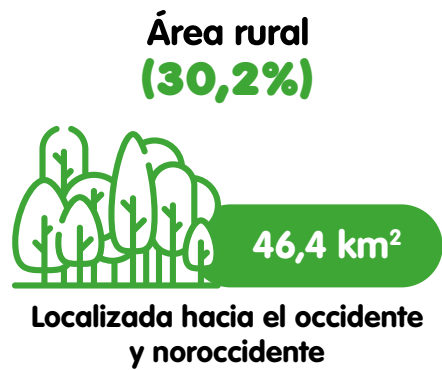 Área rural
(30,2%)
46,4 km²
Localizada hacia el occidente
y noroccidente